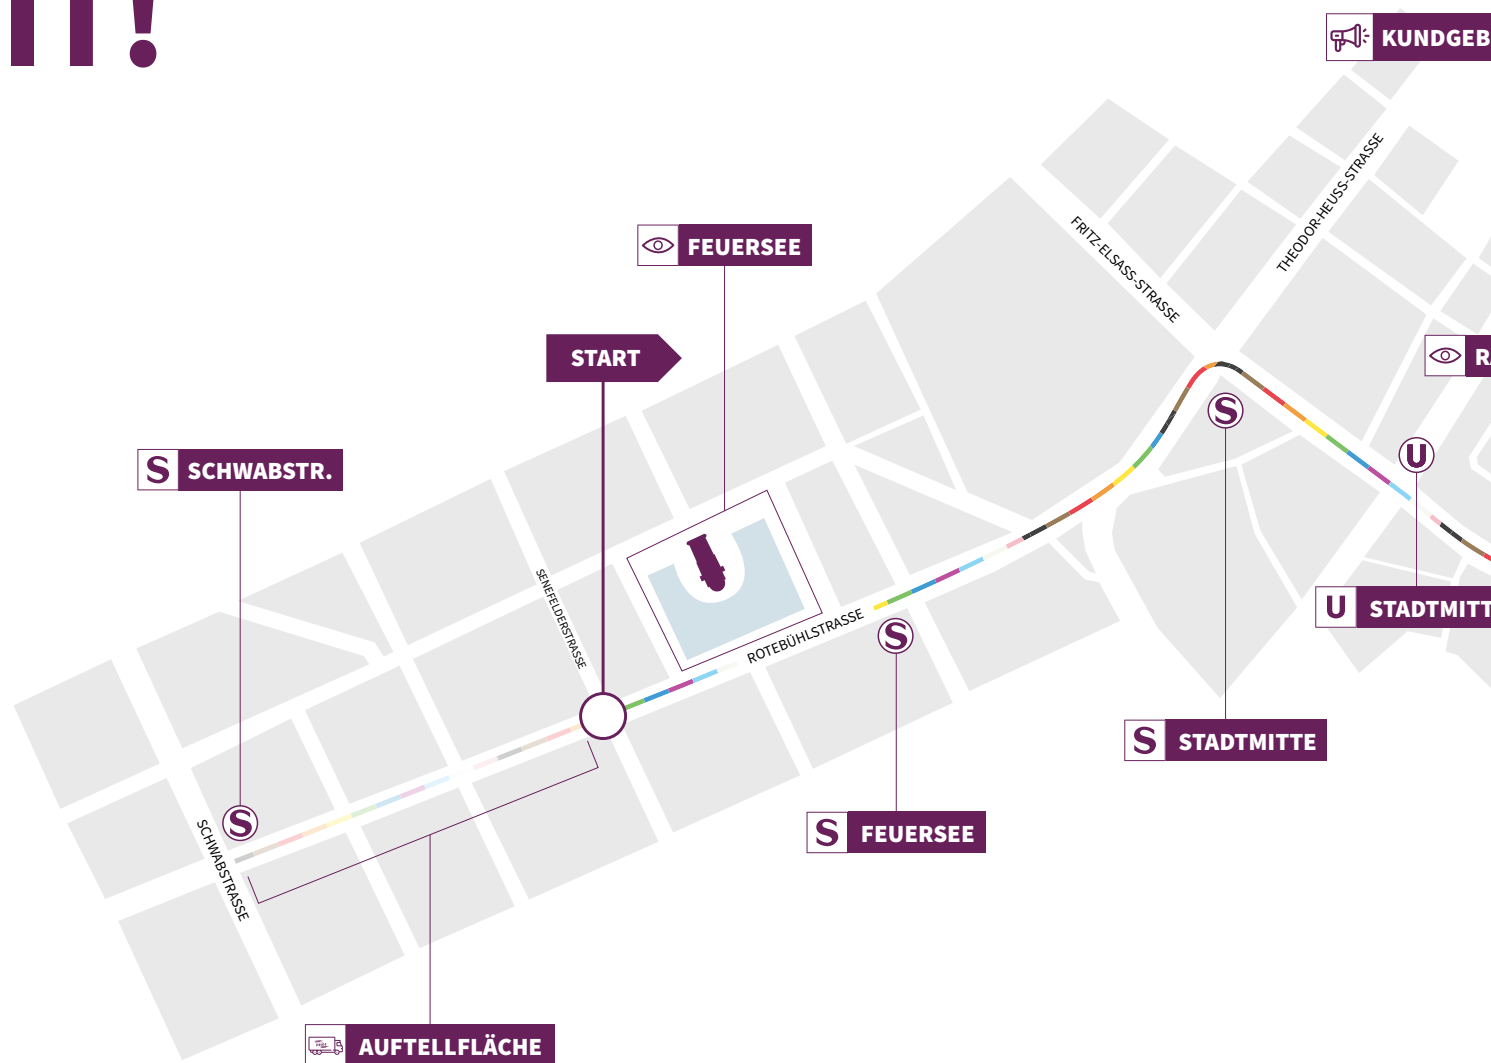 !
KUNDGEB
THEODOR-HEUSS-STRASSE
FRITZ-ELSASS-STRASSE
FEUERSEE
START
S
U
S SCHWABSTR.
SENEFELDERSTRASSE
U STADTMITT
ROTEBÜHLSTRASSE
S
S STADTMITTE
S
SCHWABSTRASSE
S FEUERSEE
AUFTELLFLÄCHE